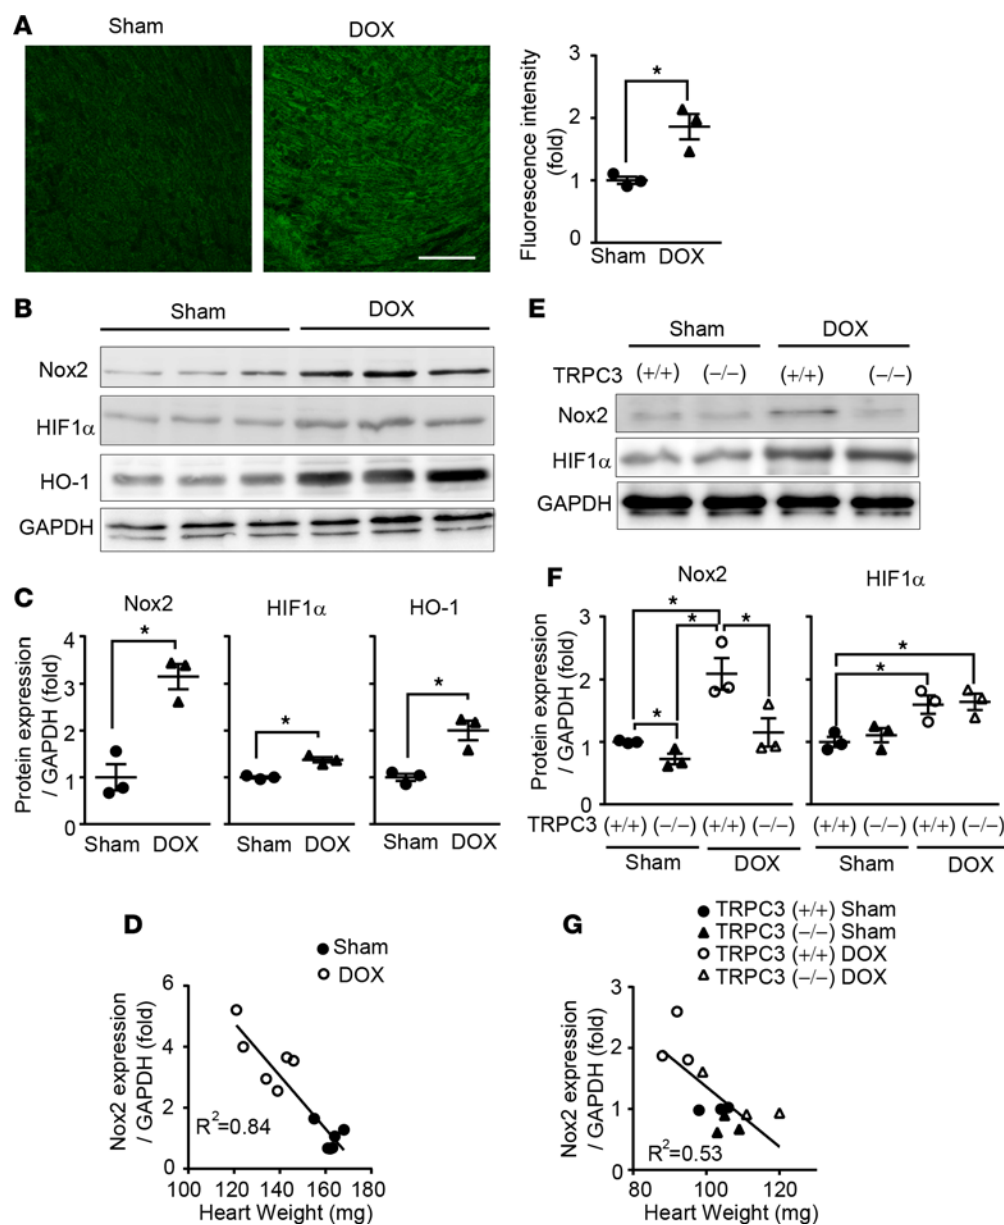 A
Sham
DOX
Fluorescence intensity
(fold)
3
2
1
0
*
Sham DOX
B
Sham
DOX
Nox2
HIF1α
HO-1
GAPDH
E
Sham
DOX
TRPC3 (+/+) (−/−) (+/+) (−/−)
Nox2
HIF1α
GAPDH
C
Nox2
HIF1α
HO-1
Protein expression
/ GAPDH (fold)
4
3
2
1
0
*
*
*
Sham DOX
Sham DOX
Sham DOX
F
Nox2
HIF1α
Protein expression
/ GAPDH (fold)
3
2
1
0
*
*
*
*
*
*
TRPC3 (+/+) (−/−) (+/+) (−/−) (+/+) (−/−) (+/+) (−/−)
Sham
DOX
Sham
DOX
D
Sham
DOX
Nox2 expression
/ GAPDH (fold)
6
4
2
0
R²=0.84
100 120 140 160 180
Heart Weight (mg)
G
TRPC3 (+/+) Sham
TRPC3 (−/−) Sham
TRPC3 (+/+) DOX
TRPC3 (−/−) DOX
Nox2 expression
/ GAPDH (fold)
3
2
1
0
R²=0.53
80 100 120
Heart Weight (mg)